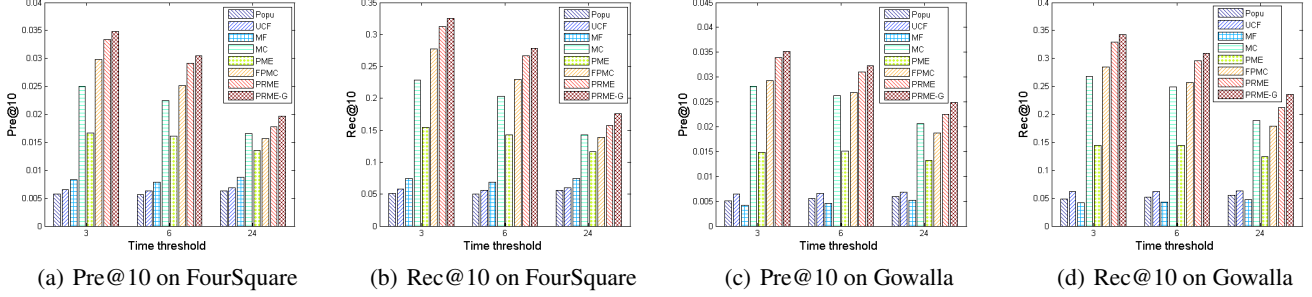 0.04
0.035
0.03
0.025
0.02
0.015
0.01
0.005
0
Pre@10
3 6 24
Time threshold
Popu
UCF
MF
MC
PME
FPMC
PRME
PRME-G
(a) Pre@10 on FourSquare
0.35
0.3
0.25
0.2
0.15
0.1
0.05
0
Rec@10
3 6 24
Time threshold
Popu
UCF
MF
MC
PME
FPMC
PRME
PRME-G
(b) Rec@10 on FourSquare
0.045
0.04
0.035
0.03
0.025
0.02
0.015
0.01
0.005
0
Pre@10
3 6 24
Time threshold
Popu
UCF
MF
MC
PME
FPMC
PRME
PRME-G
(c) Pre@10 on Gowalla
0.4
0.35
0.3
0.25
0.2
0.15
0.1
0.05
0
Rec@10
3 6 24
Time threshold
Popu
UCF
MF
MC
PME
FPMC
PRME
PRME-G
(d) Rec@10 on Gowalla